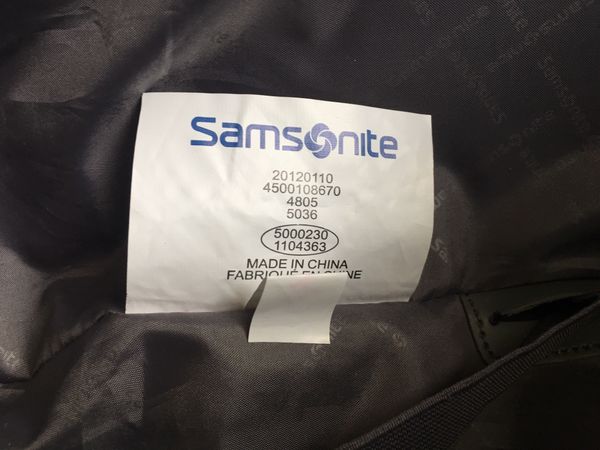 Samsonite
20120110
4500108670
4805
5036
5000230
1104363
MADE IN CHINA
FABRIQUE EN CHINE